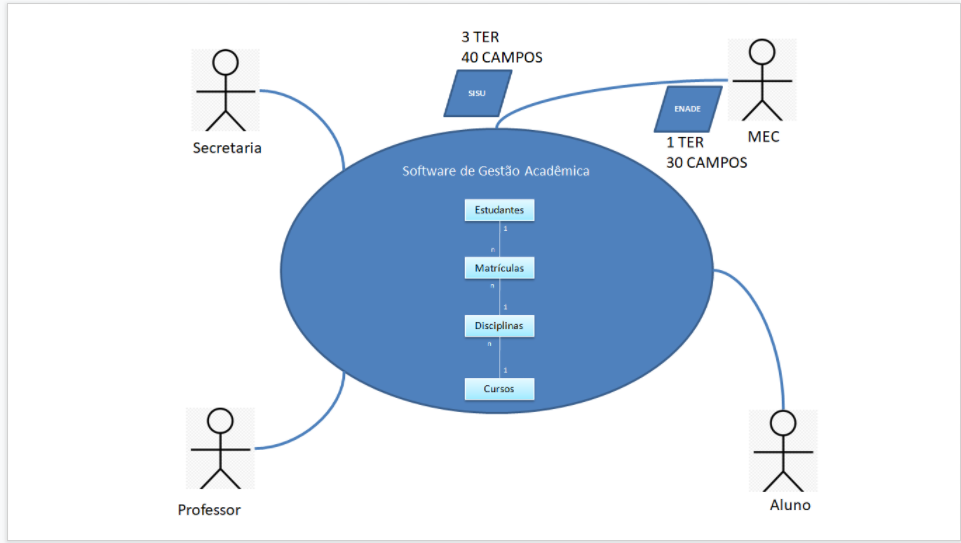 3 TER
40 CAMPOS
SISU
ENADE
MEC
1 TER
30 CAMPOS
Secretaria
Software de Gestão Acadêmica
Estudantes
1
n
Matrículas
n
1
Disciplinas
n
1
Cursos
Professor
Aluno